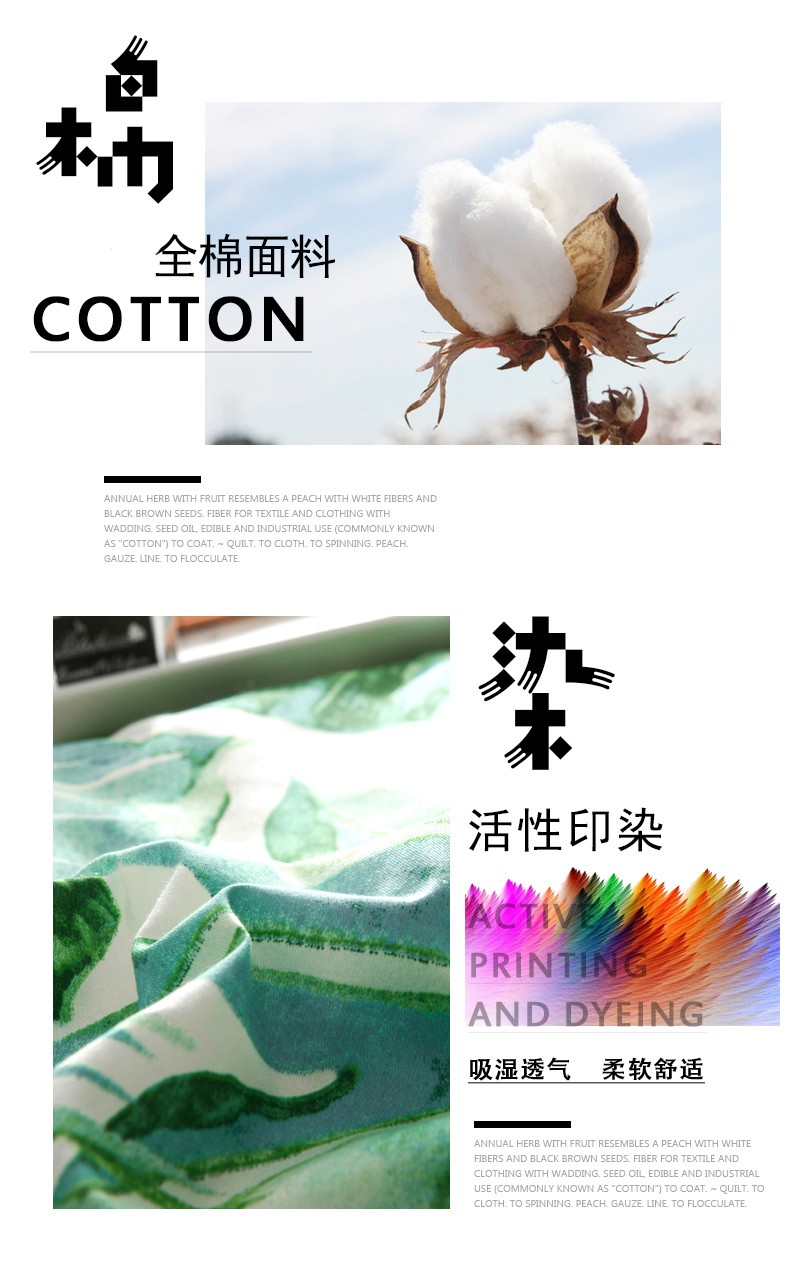 棉
全棉面料
COTTON
ANNUAL HERB WITH FRUIT RESEMBLES A PEACH WITH WHITE FIBERS AND
BLACK BROWN SEEDS. FIBER FOR TEXTILE AND CLOTHING WITH
WADDING. SEED OIL, EDIBLE AND INDUSTRIAL USE (COMMONLY KNOWN
AS "COTTON") TO COAT. ~ QUILT. TO CLOTH. TO SPINNING. PEACH.
GAUZE. LINE. TO FLOCCULATE.
染
活性印染
ACTIVE
PRINTING
AND DYEING
吸湿透气 柔软舒适
ANNUAL HERB WITH FRUIT RESEMBLES A PEACH WITH WHITE
FIBERS AND BLACK BROWN SEEDS. FIBER FOR TEXTILE AND
CLOTHING WITH WADDING. SEED OIL, EDIBLE AND INDUSTRIAL
USE (COMMONLY KNOWN AS "COTTON") TO COAT. ~ QUILT. TO
CLOTH. TO SPINNING. PEACH. GAUZE. LINE. TO FLOCCULATE.